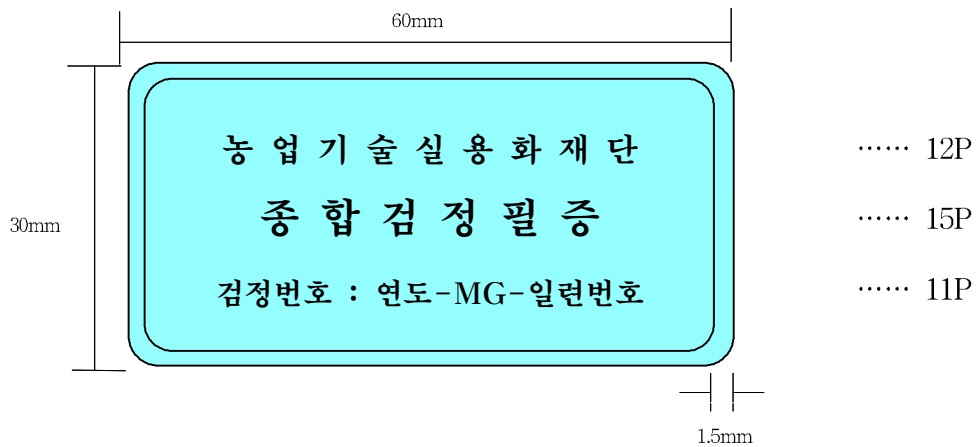 60mm
농 업 기 술 실 용 화 재 단 …… 12P
종 합 검 정 필 증 …… 15P
30mm
검정번호 : 연도-MG-일련번호 …… 11P
1.5mm